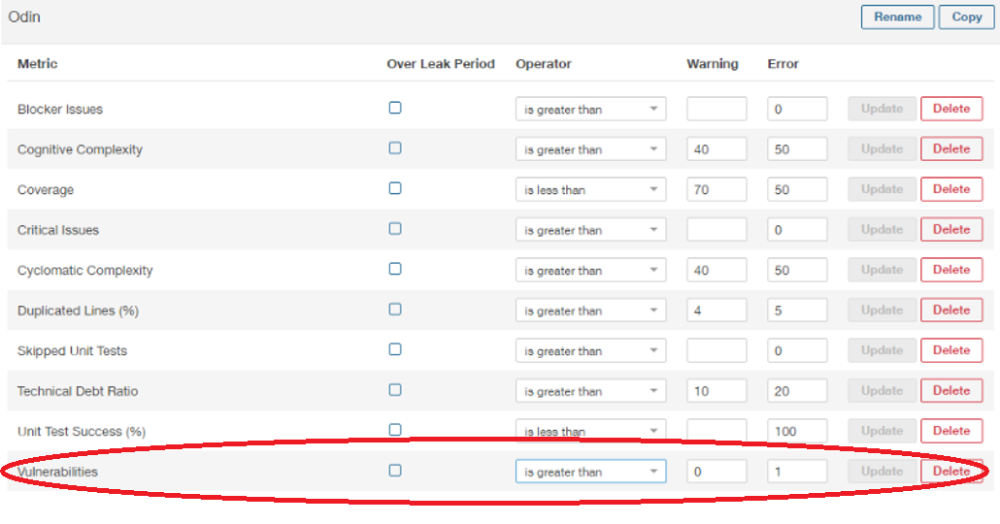 Odin Rename Copy
Metric Over Leak Period Operator Warning Error
Blocker Issues is greater than 0 Update Delete
Cognitive Complexity is greater than 40 50 Update Delete
Coverage is less than 70 50 Update Delete
Critical Issues is greater than 0 Update Delete
Cyclomatic Complexity is greater than 40 50 Update Delete
Duplicated Lines (%) is greater than 4 5 Update Delete
Skipped Unit Tests is greater than 0 Update Delete
Technical Debt Ratio is greater than 10 20 Update Delete
Unit Test Success (%) is less than 100 Update Delete
Vulnerabilities is greater than 0 1 Update Delete